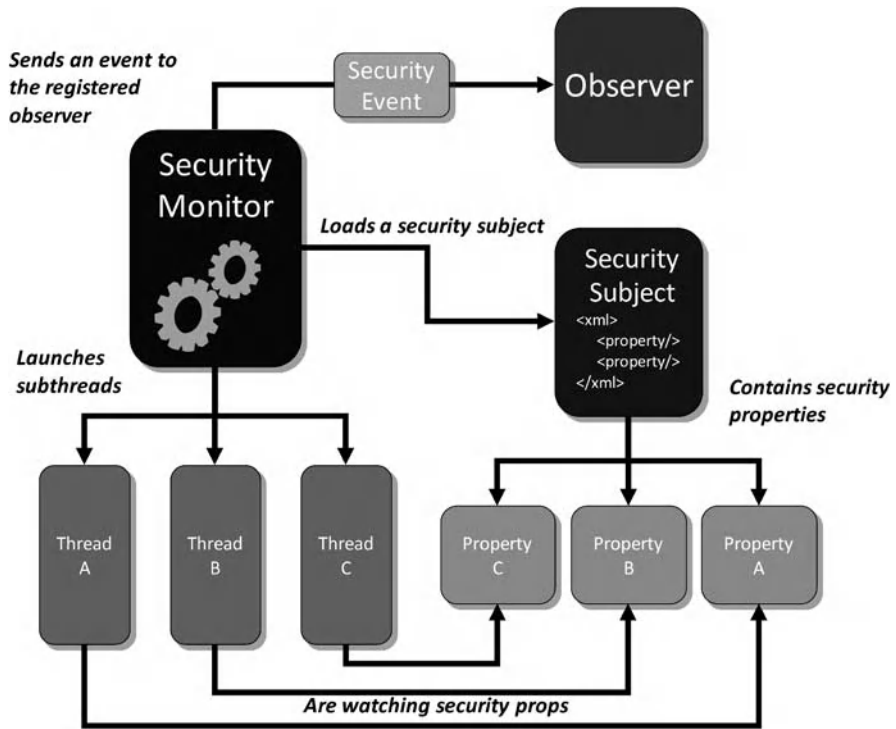 Sends an event to
the registered
observer
Security
Event
Observer
Security
Monitor
Loads a security subject
Security
Subject
<xml>
<property/>
<property/>
</xml>
Launches
subthreads
Contains security
properties
Thread
A
Thread
B
Thread
C
Property
C
Property
B
Property
A
Are watching security props